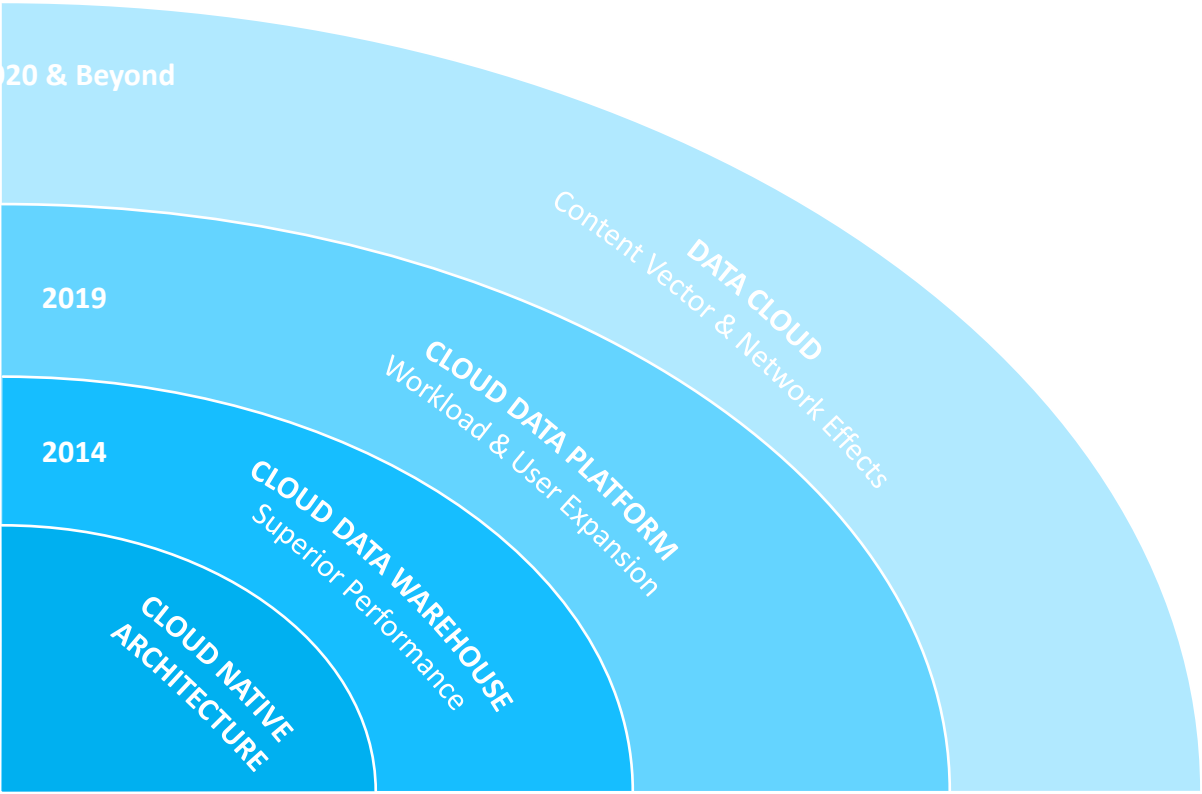 20 & Beyond
DATA CLOUD
Content Vector & Network Effects
2019
CLOUD DATA PLATFORM
Workload & User Expansion
2014
CLOUD DATA WAREHOUSE
Superior Performance
CLOUD NATIVE
ARCHITECTURE